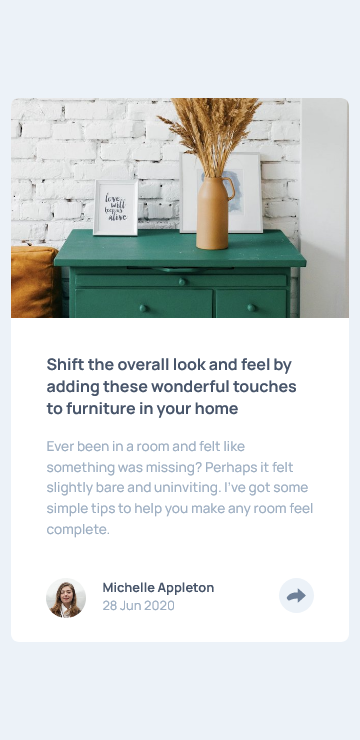 love
will
keep us
alive
Shift the overall look and feel by
adding these wonderful touches
to furniture in your home
Ever been in a room and felt like
something was missing? Perhaps it felt
slightly bare and uninviting. I've got some
simple tips to help you make any room feel
complete.
Michelle Appleton
28 Jun 2020